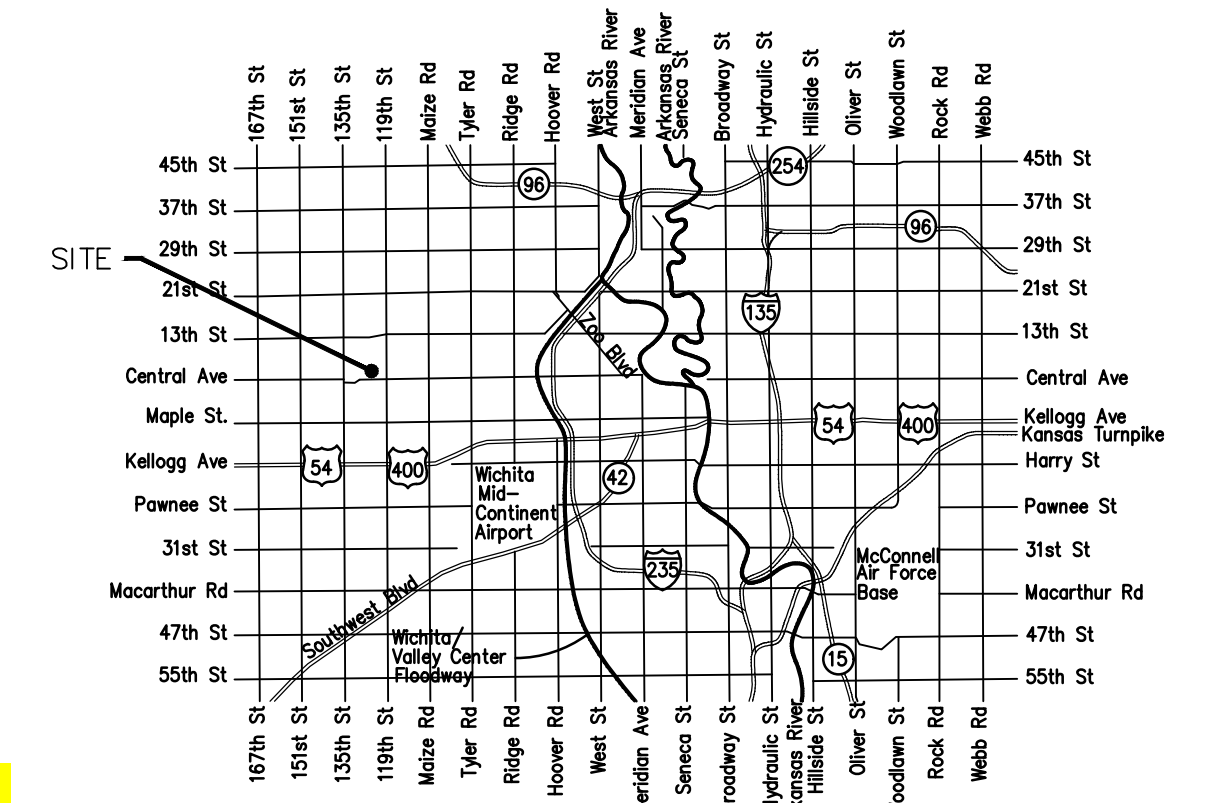 167th St
151st St
135th St
119th St
Maize Rd
Tyler Rd
Ridge Rd
Hoover Rd
West St
Arkansas River
Meridian Ave
Arkansas River
Seneca St
Broadway St
Hydraulic St
Hillside St
Oliver St
Woodlawn St
Rock Rd
Webb Rd
45th St
254
45th St
96
37th St
37th St
96
29th St
29th St
SITE
21st St
21st St
135
13th St
13th St
Zoo Blvd
Central Ave
Central Ave
Maple St.
54
400
Kellogg Ave
Kansas Turnpike
Kellogg Ave
54
400
Harry St
Wichita
Mid-
Continent
Airport
42
Pawnee St
Pawnee St
31st St
31st St
235
McConnell
Air Force
Base
Macarthur Rd
Macarthur Rd
Southwest Blvd
47th St
47th St
Wichita/
Valley Center
Floodway
15
55th St
55th St
167th St
151st St
135th St
119th St
Maize Rd
Tyler Rd
Ridge Rd
Hoover Rd
West St
eridian Ave
Seneca St
roadway St
ydraulic St
kansas River
Hillside St
Oliver St
oodlawn St
Rock Rd
Webb Rd